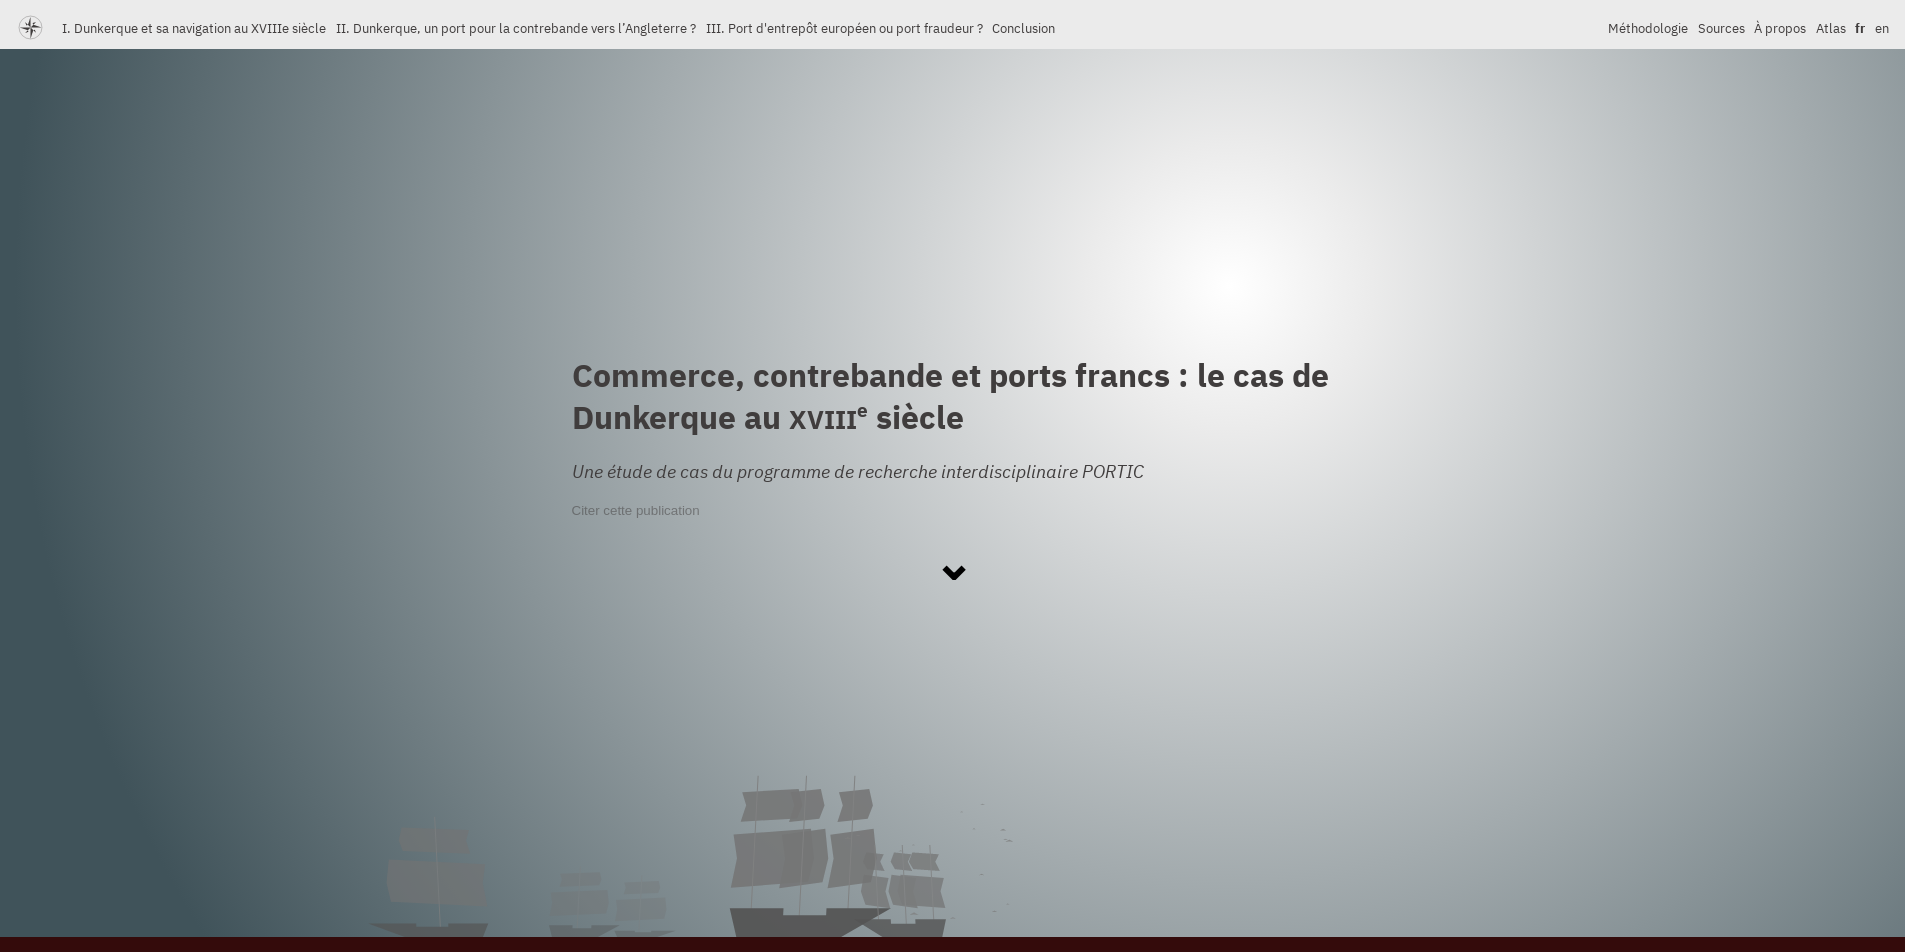 I. Dunkerque et sa navigation au XVIIIe siècle II. Dunkerque, un port pour la contrebande vers l’Angleterre ? III. Port d'entrepôt européen ou port fraudeur ? Conclusion Méthodologie Sources À propos Atlas fr en
Commerce, contrebande et ports francs : le cas de
Dunkerque au XVIIIe siècle
Une étude de cas du programme de recherche interdisciplinaire PORTIC
Citer cette publication